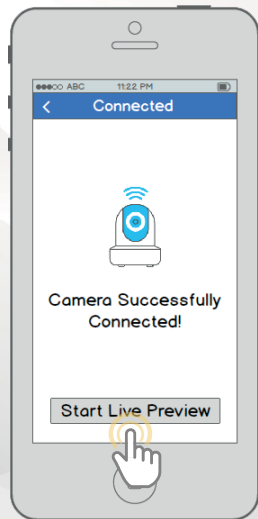 ABC 11:22 PM
Connected
Camera Successfully
Connected!
Start Live Preview